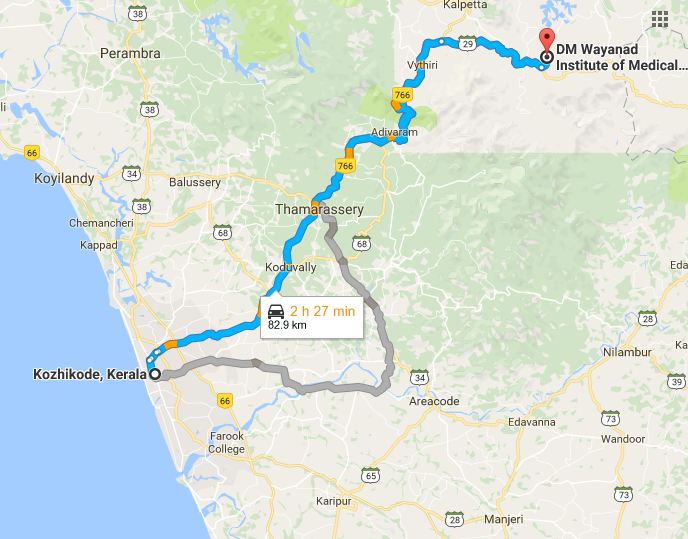 Kalpetta
Perambra
38
29
DM Wayanad
Institute of Medical...
Vythiri
766
Adivaram
66
766
34
Koyilandy
Balussery
38
Thamarassery
Chemancheri
68
68
Kappad
Koduvally
2 h 27 min
82.9 km
28
Nilambur
Kozhikode, Kerala
34
39
66
Areacode
Edavanna
73
Farook
College
Wandoor
65
73
Karipur
28
Manjeri